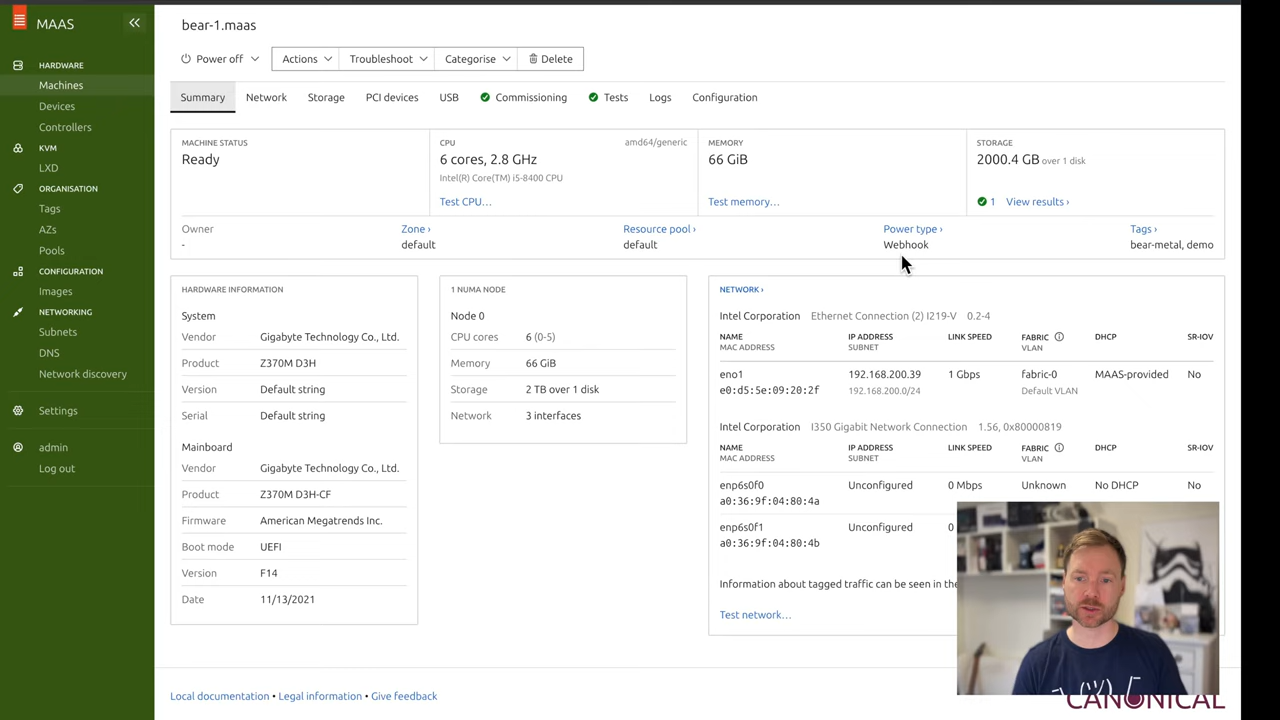 MAAS
HARDWARE
Machines
Devices
Controllers
KVM
LXD
ORGANISATION
Tags
AZs
Pools
CONFIGURATION
Images
NETWORKING
Subnets
DNS
Network discovery
Settings
admin
Log out
bear-1.maas
Power off Actions Troubleshoot Categorise Delete
Summary Network Storage PCI devices USB Commissioning Tests Logs Configuration
MACHINE STATUS
Ready
CPU amd64/generic
6 cores, 2.8 GHz
Intel(R) Core(TM) i5-8400 CPU
Test CPU…
MEMORY
66 GiB
Test memory…
STORAGE
2000.4 GB over 1 disk
1 View results ›
Owner
-
Zone ›
default
Resource pool ›
default
Power type ›
Webhook
Tags ›
bear-metal, demo
HARDWARE INFORMATION
System
Vendor Gigabyte Technology Co., Ltd.
Product Z370M D3H
Version Default string
Serial Default string
Mainboard
Vendor Gigabyte Technology Co., Ltd.
Product Z370M D3H-CF
Firmware American Megatrends Inc.
Boot mode UEFI
Version F14
Date 11/13/2021
1 NUMA NODE
Node 0
CPU cores 6 (0-5)
Memory 66 GiB
Storage 2 TB over 1 disk
Network 3 interfaces
NETWORK ›
Intel Corporation Ethernet Connection (2) I219-V 0.2-4
NAME IP ADDRESS LINK SPEED FABRIC DHCP SR-IOV
MAC ADDRESS SUBNET VLAN
eno1 192.168.200.39 1 Gbps fabric-0 MAAS-provided No
e0:d5:5e:09:20:2f 192.168.200.0/24 Default VLAN
Intel Corporation I350 Gigabit Network Connection 1.56, 0x80000819
NAME IP ADDRESS LINK SPEED FABRIC DHCP SR-IOV
MAC ADDRESS SUBNET VLAN
enp6s0f0 Unconfigured 0 Mbps Unknown No DHCP No
a0:36:9f:04:80:4a
enp6s0f1 Unconfigured 0
a0:36:9f:04:80:4b
Information about tagged traffic can be seen in the
Test network…
Local documentation • Legal information • Give feedback
CANONICAL